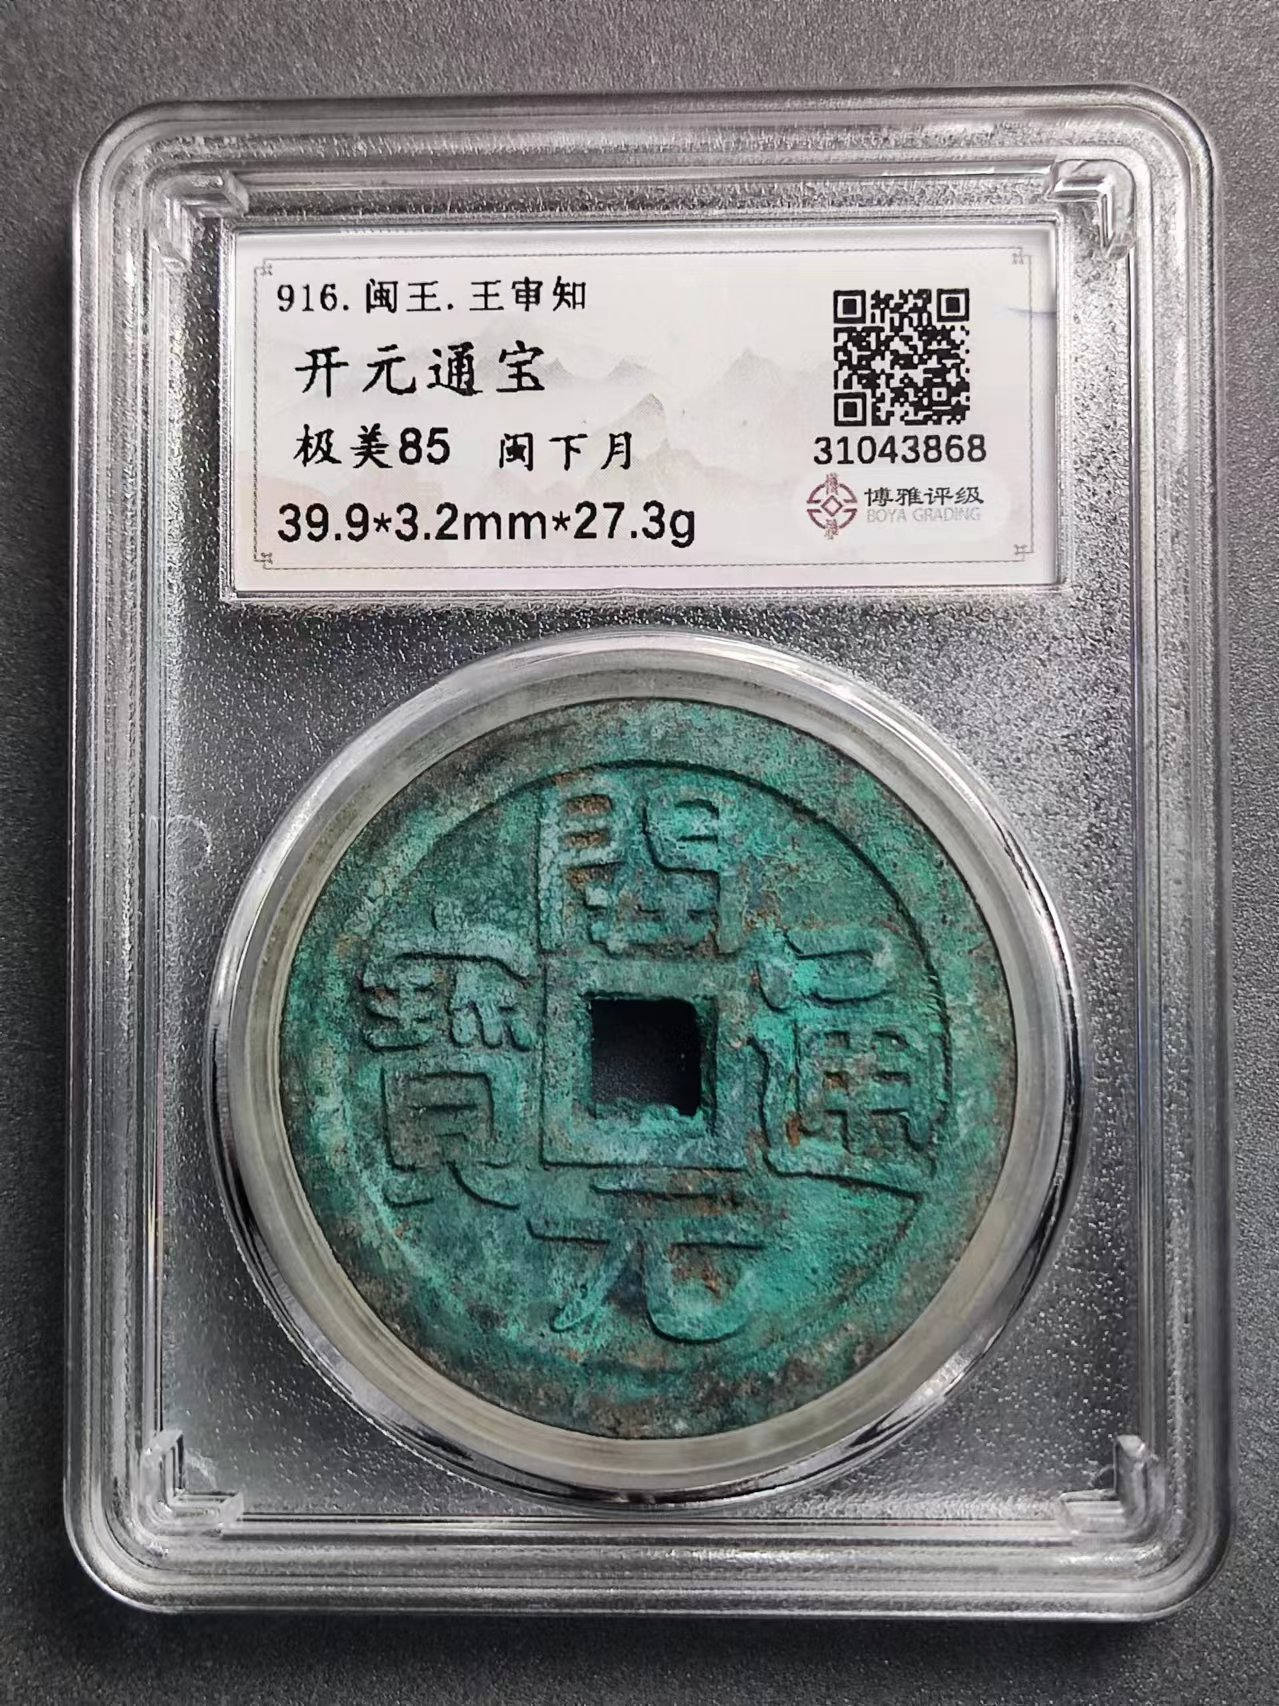 916.闽王.王审知
开元通宝
极美85 闽下月
39.9*3.2mm*27.3g
31043868
博雅评级
BOYA GRADING
開
通
寶
元